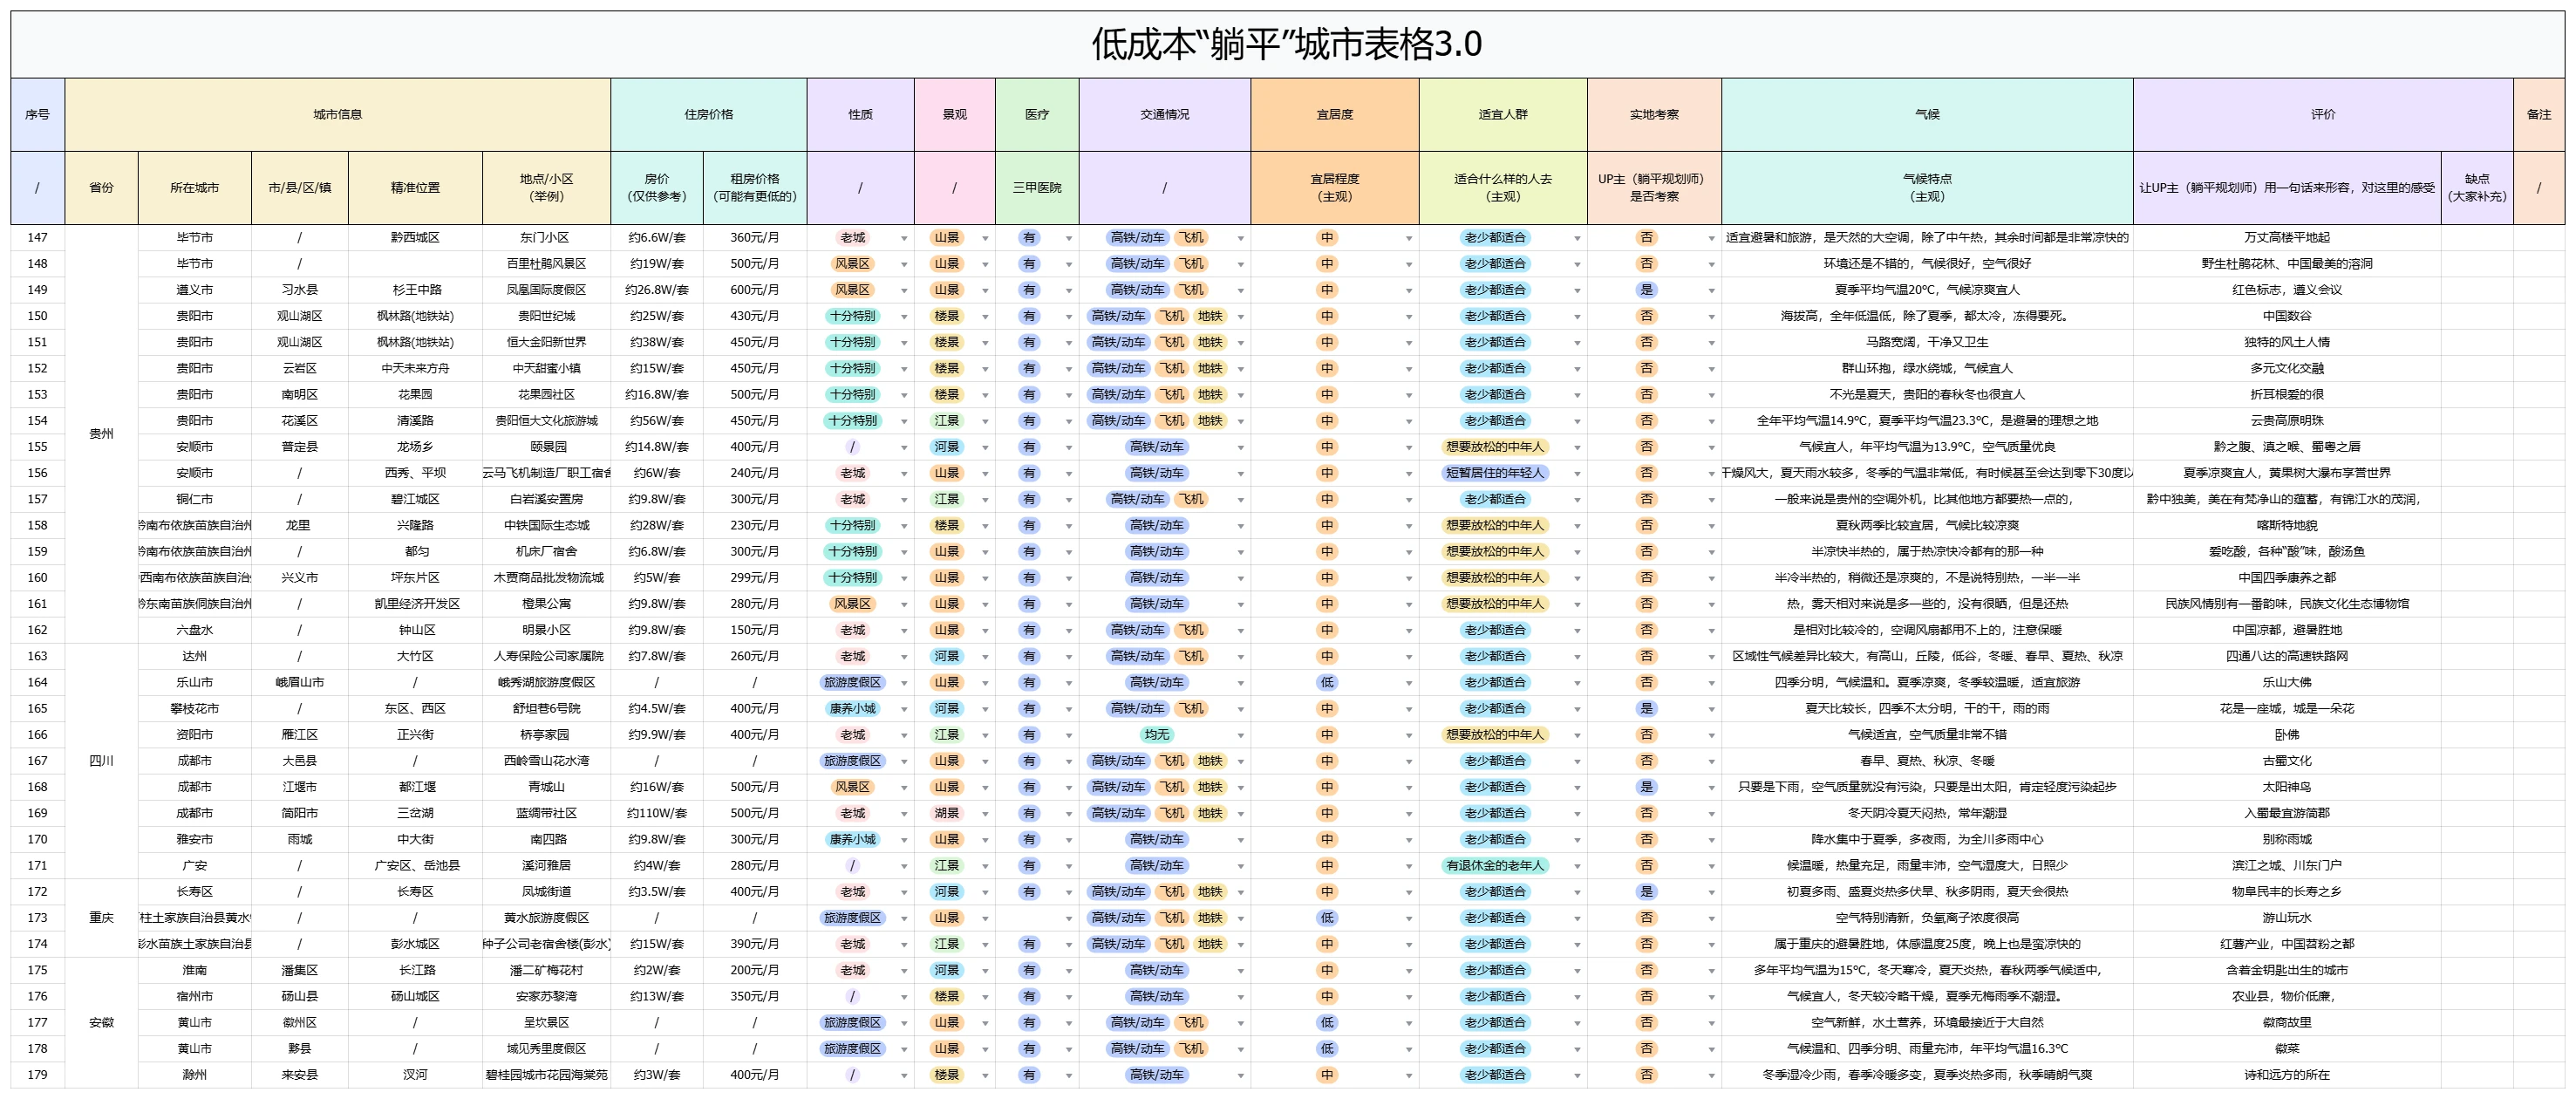 低成本“躺平”城市表格3.0
序号 城市信息 住房价格 性质 景观 医疗 交通情况 宜居度 适宜人群 实地考察 气候 评价 备注
/ 省份 所在城市 市/县/区/镇 精准位置 地点/小区（举例） 房价（仅供参考） 租房价格（可能有更低的） / / 三甲医院 / 宜居程度（主观） 适合什么样的人去（主观） UP主（躺平规划师）是否考察 气候特点（主观） 让UP主（躺平规划师）用一句话来形容，对这里的感受 缺点（大家补充） /
147 毕节市 / 黔西城区 东门小区 约6.6W/套 360元/月 老城 山景 有 高铁/动车 飞机 中 老少都适合 否 适宜避暑和旅游，是天然的大空调，除了中午热，其余时间都是非常凉快的 万丈高楼平地起
148 毕节市 / 百里杜鹃风景区 约19W/套 500元/月 风景区 山景 有 高铁/动车 飞机 中 老少都适合 否 环境还是不错的，气候很好，空气很好 野生杜鹃花林、中国最美的溶洞
149 遵义市 习水县 杉王中路 凤凰国际度假区 约26.8W/套 600元/月 风景区 山景 有 高铁/动车 飞机 中 老少都适合 是 夏季平均气温20℃，气候凉爽宜人 红色标志，遵义会议
150 贵阳市 观山湖区 枫林路(地铁站) 贵阳世纪城 约25W/套 430元/月 十分特别 楼景 有 高铁/动车 飞机 地铁 中 老少都适合 否 海拔高，全年低温低，除了夏季，都太冷，冻得要死。 中国数谷
151 贵阳市 观山湖区 枫林路(地铁站) 恒大金阳新世界 约38W/套 450元/月 十分特别 楼景 有 高铁/动车 飞机 地铁 中 老少都适合 否 马路宽阔，干净又卫生 独特的风土人情
152 贵阳市 云岩区 中天未来方舟 中天甜蜜小镇 约15W/套 450元/月 十分特别 楼景 有 高铁/动车 飞机 地铁 中 老少都适合 否 群山环抱，绿水绕城，气候宜人 多元文化交融
153 贵阳市 南明区 花果园 花果园社区 约16.8W/套 500元/月 十分特别 楼景 有 高铁/动车 飞机 地铁 中 老少都适合 否 不光是夏天，贵阳的春秋冬也很宜人 折耳根爱的很
154 贵州 贵阳市 花溪区 清溪路 贵阳恒大文化旅游城 约56W/套 450元/月 十分特别 江景 有 高铁/动车 飞机 地铁 中 老少都适合 否 全年平均气温14.9℃，夏季平均气温23.3℃，是避暑的理想之地 云贵高原明珠
155 安顺市 普定县 龙场乡 颐景园 约14.8W/套 400元/月 / 河景 有 高铁/动车 中 想要放松的中年人 否 气候宜人，年平均气温为13.9℃，空气质量优良 黔之腹、滇之喉、蜀粤之唇
156 安顺市 / 西秀、平坝 云马飞机制造厂职工宿舍 约6W/套 240元/月 老城 山景 有 高铁/动车 中 短暂居住的年轻人 否 干燥风大，夏天雨水较多，冬季的气温非常低，有时候甚至会达到零下30度以 夏季凉爽宜人，黄果树大瀑布享誉世界
157 铜仁市 / 碧江城区 白岩溪安置房 约9.8W/套 300元/月 老城 江景 有 高铁/动车 飞机 中 老少都适合 否 一般来说是贵州的空调外机，比其他地方都要热一点的， 黔中独美，美在有梵净山的蕴蓄，有锦江水的茂润，
158 黔南布依族苗族自治州 龙里 兴隆路 中铁国际生态城 约28W/套 230元/月 十分特别 楼景 有 高铁/动车 中 想要放松的中年人 否 夏秋两季比较宜居，气候比较凉爽 喀斯特地貌
159 黔南布依族苗族自治州 / 都匀 机床厂宿舍 约6.8W/套 300元/月 十分特别 山景 有 高铁/动车 中 想要放松的中年人 否 半凉快半热的，属于热凉快冷都有的那一种 爱吃酸，各种“酸”味，酸汤鱼
160 西南布依族苗族自治 兴义市 坪东片区 木贾商品批发物流城 约5W/套 299元/月 十分特别 山景 有 高铁/动车 中 想要放松的中年人 否 半冷半热的，稍微还是凉爽的，不是说特别热，一半一半 中国四季康养之都
161 黔东南苗族侗族自治州 / 凯里经济开发区 橙果公寓 约9.8W/套 280元/月 风景区 山景 有 高铁/动车 中 想要放松的中年人 否 热，雾天相对来说是多一些的，没有很晒，但是还热 民族风情别有一番韵味，民族文化生态博物馆
162 六盘水 / 钟山区 明景小区 约9.8W/套 150元/月 老城 山景 有 高铁/动车 飞机 中 老少都适合 否 是相对比较冷的，空调风扇都用不上的，注意保暖 中国凉都，避暑胜地
163 达州 / 大竹区 人寿保险公司家属院 约7.8W/套 260元/月 老城 河景 有 高铁/动车 飞机 中 老少都适合 否 区域性气候差异比较大，有高山，丘陵，低谷，冬暖、春早、夏热、秋凉 四通八达的高速铁路网
164 乐山市 峨眉山市 / 峨秀湖旅游度假区 / / 旅游度假区 山景 有 高铁/动车 低 老少都适合 否 四季分明，气候温和。夏季凉爽，冬季较温暖，适宜旅游 乐山大佛
165 攀枝花市 / 东区、西区 舒坦巷6号院 约4.5W/套 400元/月 康养小城 河景 有 高铁/动车 飞机 中 老少都适合 是 夏天比较长，四季不太分明，干的干，雨的雨 花是一座城，城是一朵花
166 资阳市 雁江区 正兴街 桥亭家园 约9.9W/套 400元/月 老城 江景 有 均无 中 想要放松的中年人 否 气候适宜，空气质量非常不错 卧佛
167 四川 成都市 大邑县 / 西岭雪山花水湾 / / 旅游度假区 山景 有 高铁/动车 飞机 地铁 中 老少都适合 否 春早、夏热、秋凉、冬暖 古蜀文化
168 成都市 江堰市 都江堰 青城山 约16W/套 500元/月 风景区 山景 有 高铁/动车 飞机 地铁 中 老少都适合 是 只要是下雨，空气质量就没有污染，只要是出太阳，肯定轻度污染起步 太阳神鸟
169 成都市 简阳市 三岔湖 蓝绸带社区 约110W/套 500元/月 老城 湖景 有 高铁/动车 飞机 地铁 中 老少都适合 否 冬天阴冷夏天闷热，常年潮湿 入蜀最宜游简郡
170 雅安市 雨城 中大街 南四路 约9.8W/套 300元/月 康养小城 山景 有 高铁/动车 中 老少都适合 否 降水集中于夏季，多夜雨，为全川多雨中心 别称雨城
171 广安 / 广安区、岳池县 溪河雅居 约4W/套 280元/月 / 江景 有 高铁/动车 中 有退休金的老年人 否 候温暖，热量充足，雨量丰沛，空气湿度大，日照少 滨江之城、川东门户
172 长寿区 / 长寿区 凤城街道 约3.5W/套 400元/月 老城 河景 有 高铁/动车 飞机 地铁 中 老少都适合 是 初夏多雨、盛夏炎热多伏旱、秋多阴雨，夏天会很热 物阜民丰的长寿之乡
173 重庆 柱土家族自治县黄水 / / 黄水旅游度假区 / / 旅游度假区 山景 高铁/动车 飞机 地铁 低 老少都适合 否 空气特别清新，负氧离子浓度很高 游山玩水
174 彭水苗族土家族自治县 / 彭水城区 种子公司老宿舍楼(彭水) 约15W/套 390元/月 老城 江景 有 高铁/动车 飞机 地铁 中 老少都适合 否 属于重庆的避暑胜地，体感温度25度，晚上也是蛮凉快的 红薯产业，中国苕粉之都
175 淮南 潘集区 长江路 潘二矿梅花村 约2W/套 200元/月 老城 河景 有 高铁/动车 中 老少都适合 否 多年平均气温为15℃，冬天寒冷，夏天炎热，春秋两季气候适中， 含着金钥匙出生的城市
176 宿州市 砀山县 砀山城区 安家苏黎湾 约13W/套 350元/月 / 楼景 有 高铁/动车 中 老少都适合 否 气候宜人，冬天较冷略干燥，夏季无梅雨季不潮湿。 农业县，物价低廉，
177 安徽 黄山市 徽州区 / 呈坎景区 / / 旅游度假区 山景 有 高铁/动车 飞机 低 老少都适合 否 空气新鲜，水土营养，环境最接近于大自然 徽商故里
178 黄山市 黟县 / 域见秀里度假区 / / 旅游度假区 山景 有 高铁/动车 飞机 低 老少都适合 否 气候温和、四季分明、雨量充沛，年平均气温16.3℃ 徽菜
179 滁州 来安县 汊河 碧桂园城市花园海棠苑 约3W/套 400元/月 / 楼景 有 高铁/动车 中 老少都适合 否 冬季湿冷少雨，春季冷暖多变，夏季炎热多雨，秋季晴朗气爽 诗和远方的所在